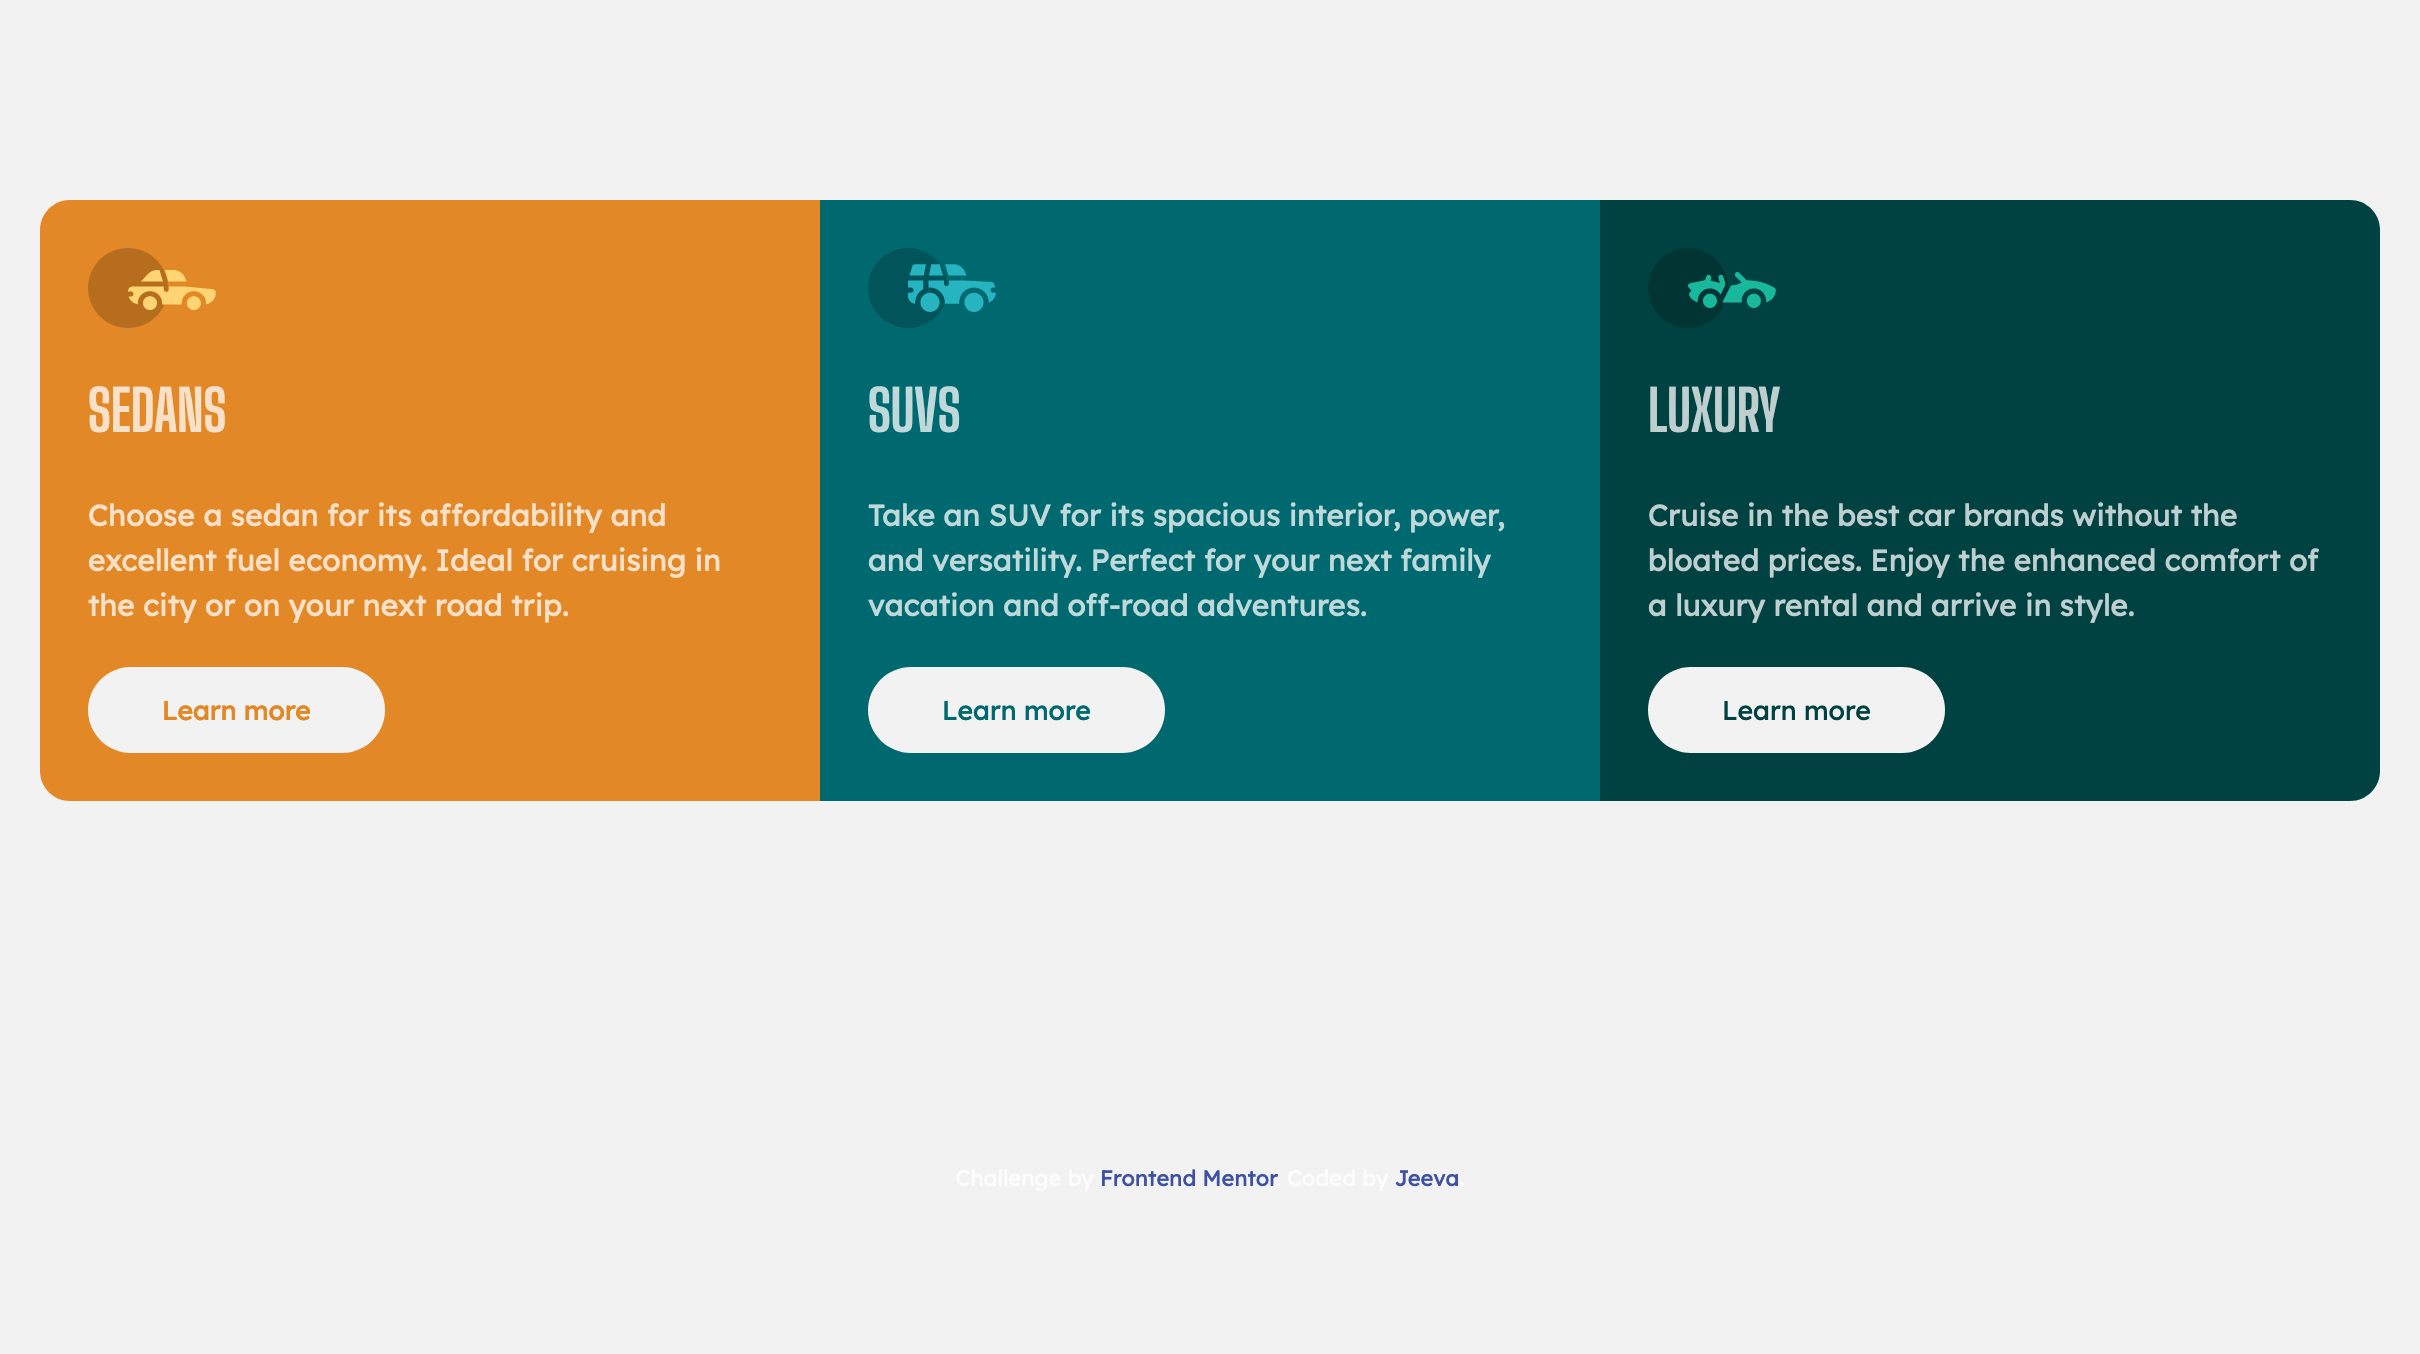 SEDANS
Choose a sedan for its affordability and
excellent fuel economy. Ideal for cruising in
the city or on your next road trip.
Learn more
SUVS
Take an SUV for its spacious interior, power,
and versatility. Perfect for your next family
vacation and off-road adventures.
Learn more
LUXURY
Cruise in the best car brands without the
bloated prices. Enjoy the enhanced comfort of
a luxury rental and arrive in style.
Learn more
Challenge by Frontend Mentor. Coded by Jeeva.